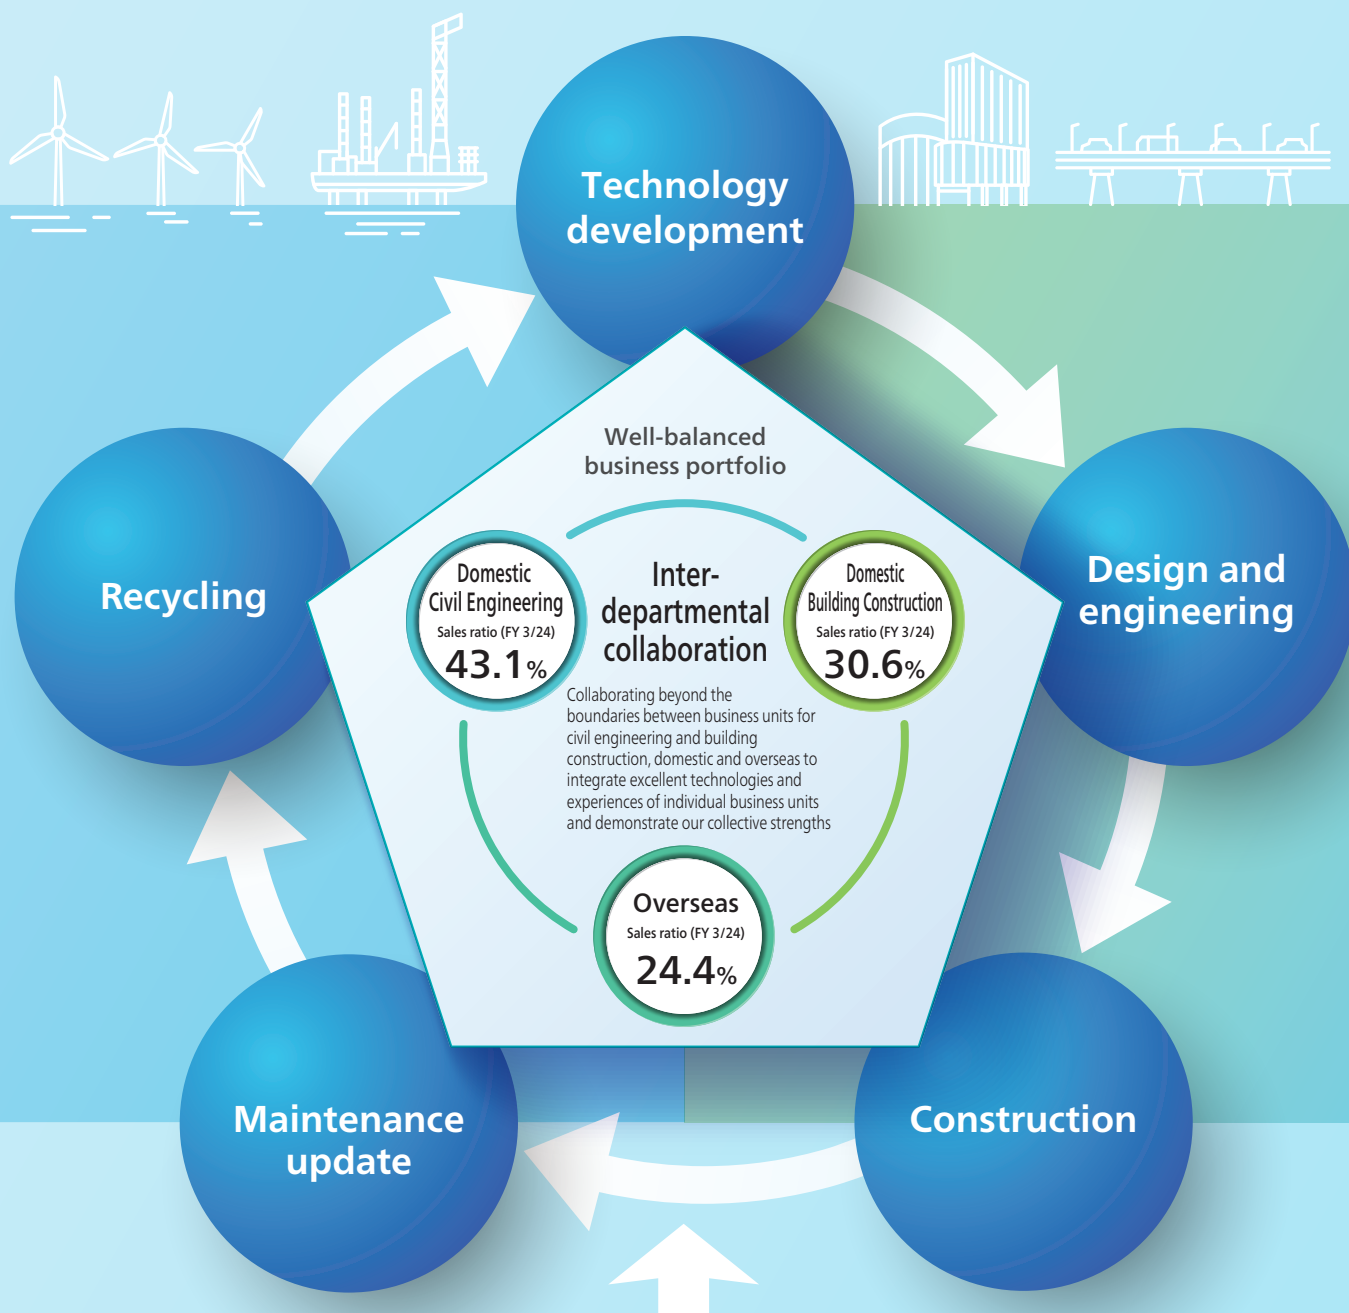 Technology
development
Well-balanced
business portfolio
Domestic
Civil Engineering
Sales ratio (FY 3/24)
43.1%
Inter-
departmental
collaboration
Domestic
Building Construction
Sales ratio (FY 3/24)
30.6%
Collaborating beyond the
boundaries between business units for
civil engineering and building
construction, domestic and overseas to
integrate excellent technologies and
experiences of individual business units
and demonstrate our collective strengths
Overseas
Sales ratio (FY 3/24)
24.4%
Recycling
Design and
engineering
Maintenance
update
Construction